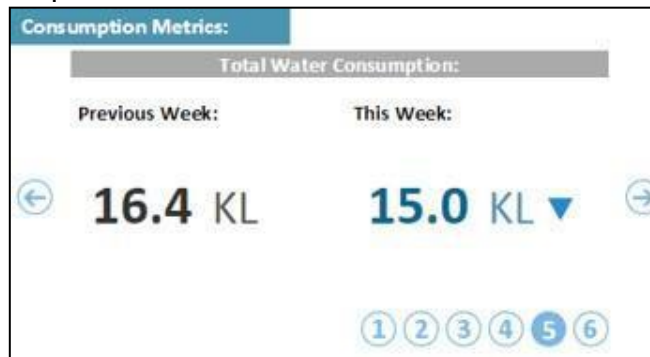 Consumption Metrics:
Total Water Consumption:
Previous Week: This Week:
16.4 KL 15.0 KL
1 2 3 4 5 6